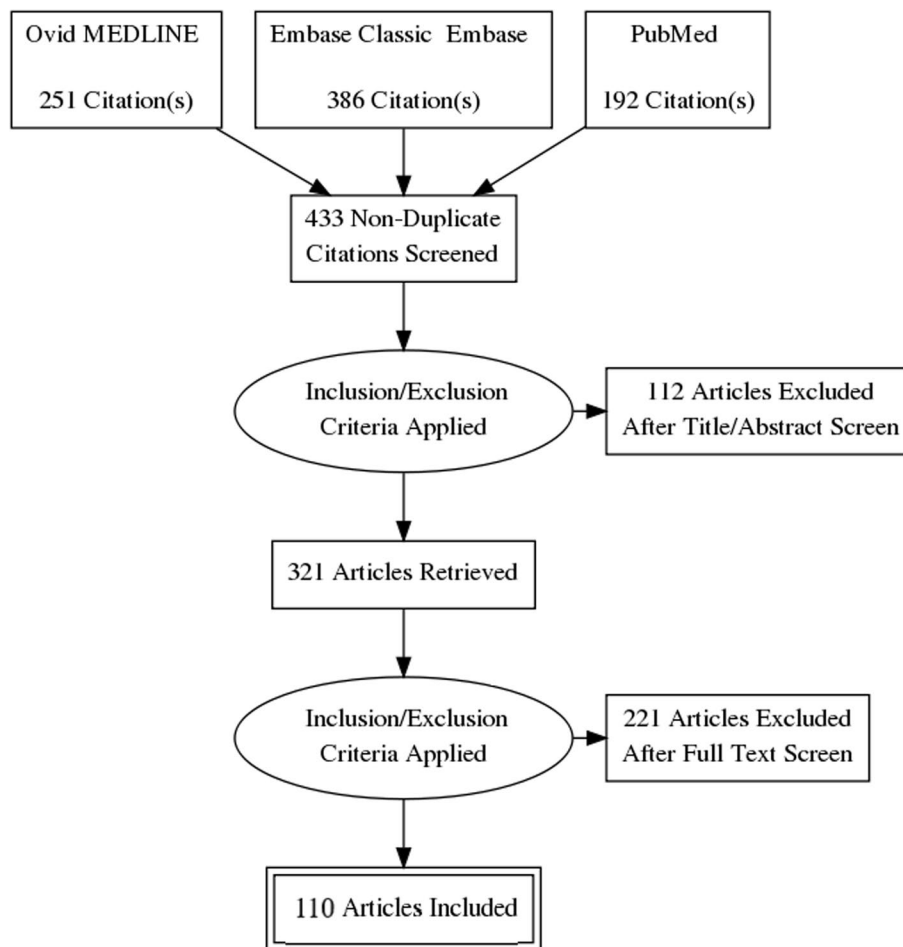 Ovid MEDLINE
251 Citation(s)
Embase Classic Embase
386 Citation(s)
PubMed
192 Citation(s)
433 Non-Duplicate
Citations Screened
Inclusion/Exclusion
Criteria Applied
112 Articles Excluded
After Title/Abstract Screen
321 Articles Retrieved
Inclusion/Exclusion
Criteria Applied
221 Articles Excluded
After Full Text Screen
110 Articles Included